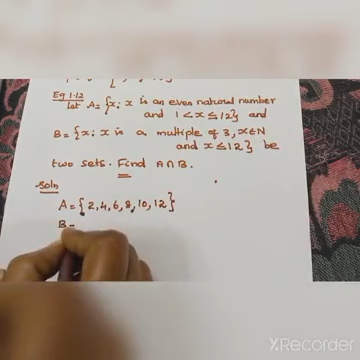 Eg 1.12
Let A = {x; x is an even natural number
and 1 < x ≤ 12} and
B = {x; x is a multiple of 3, x ∈ N
and x ≤ 12} be
two sets. Find A∩B.
Soln
A = { 2, 4, 6, 8, 10, 12 }
B =
XRecorder